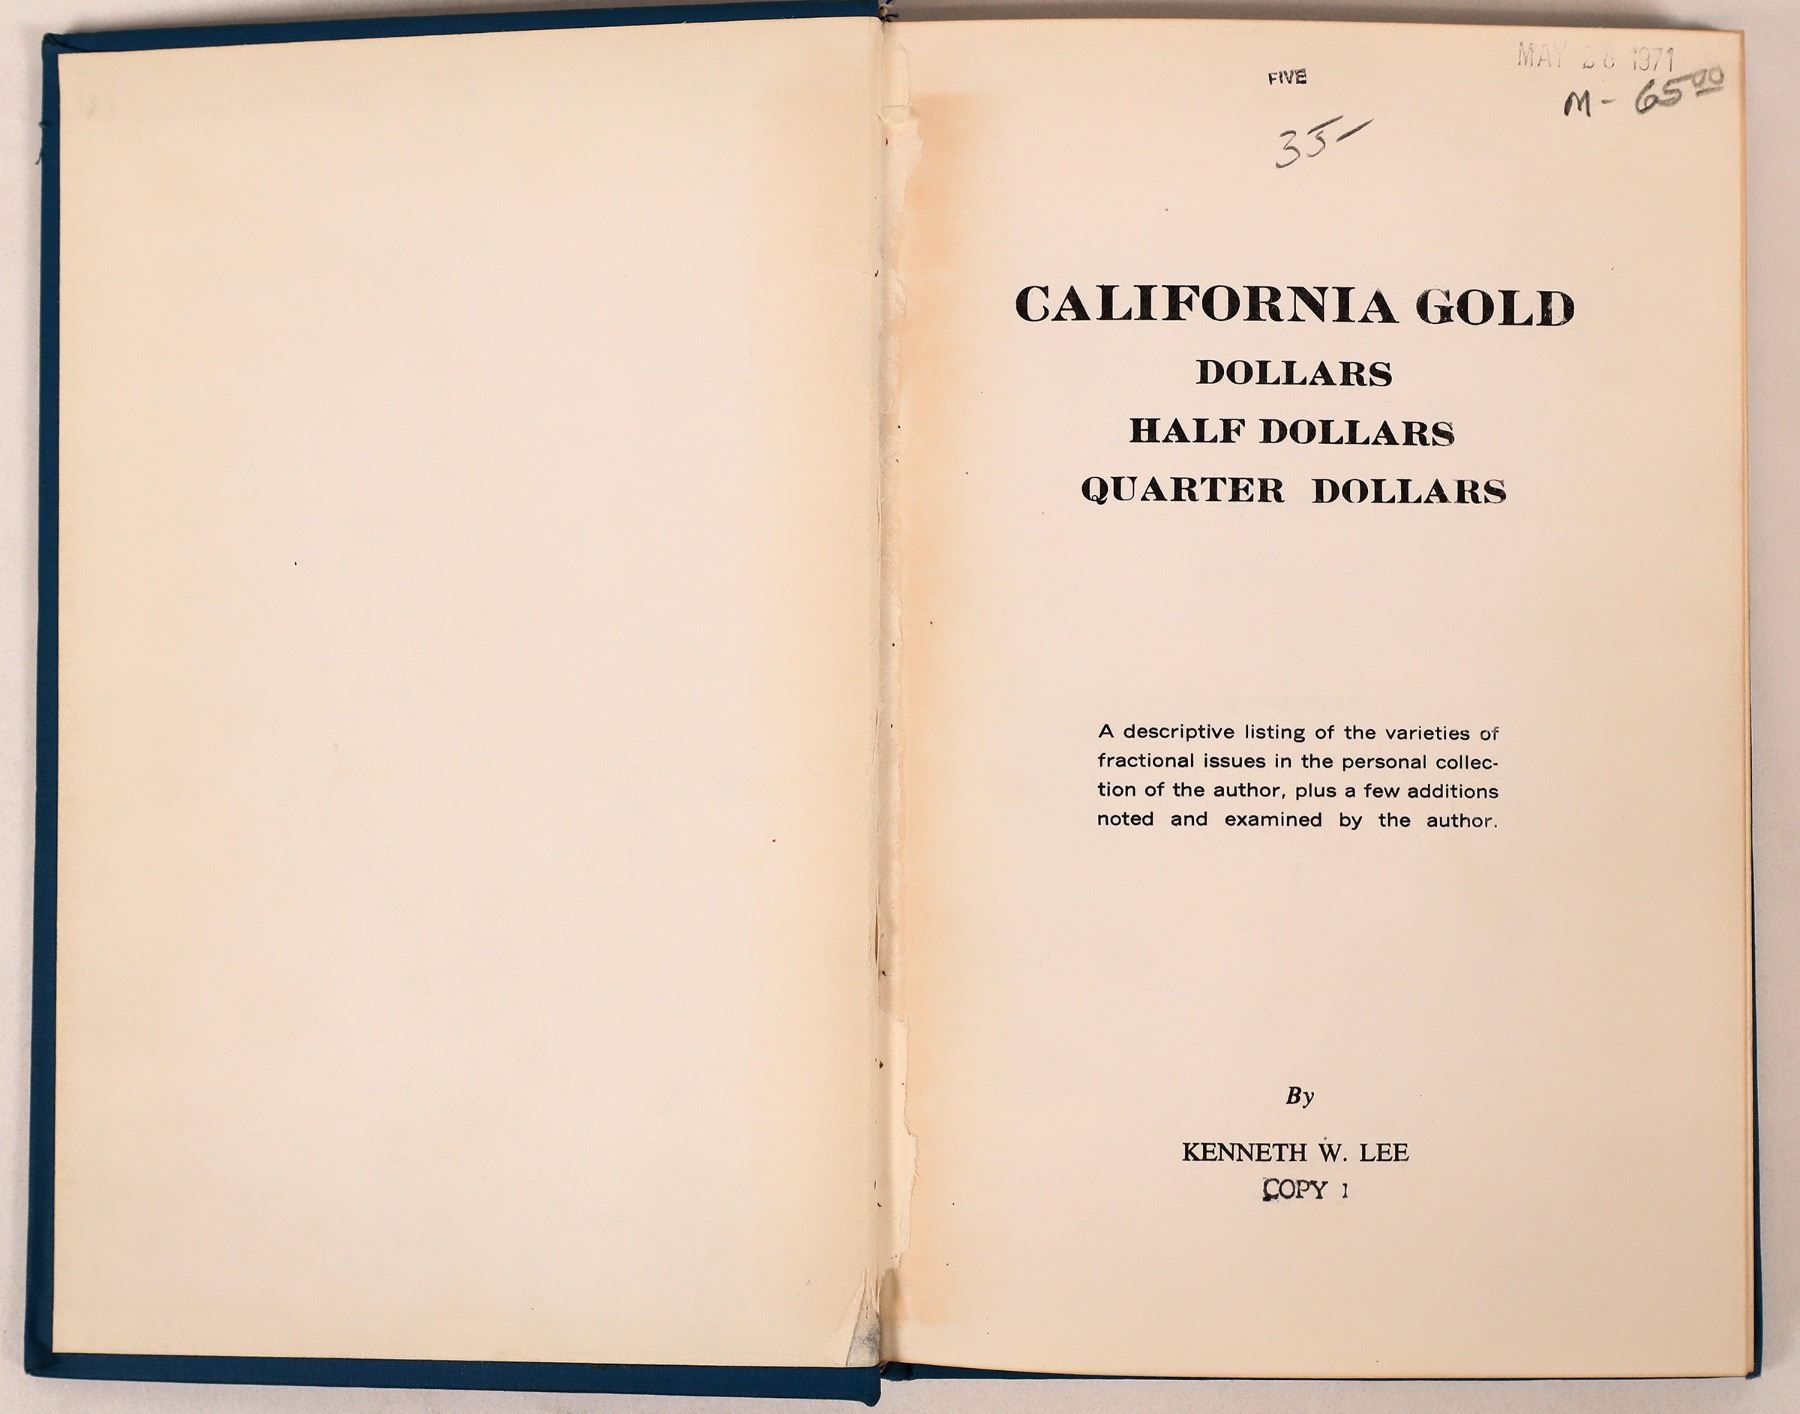 MAY 28 1971
FIVE
M - 65 00
35-
CALIFORNIA GOLD
DOLLARS
HALF DOLLARS
QUARTER DOLLARS
A descriptive listing of the varieties of
fractional issues in the personal collec-
tion of the author, plus a few additions
noted and examined by the author.
By
KENNETH W. LEE
COPY 1